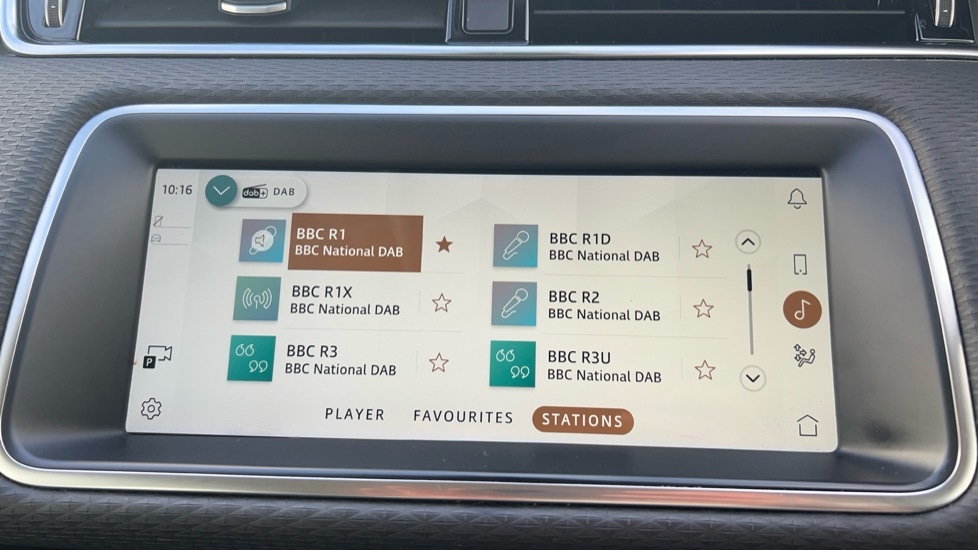 10:16
dab+ DAB
BBC R1
BBC National DAB
BBC R1D
BBC National DAB
BBC R1X
BBC National DAB
BBC R2
BBC National DAB
BBC R3
BBC National DAB
BBC R3U
BBC National DAB
P
PLAYER FAVOURITES STATIONS